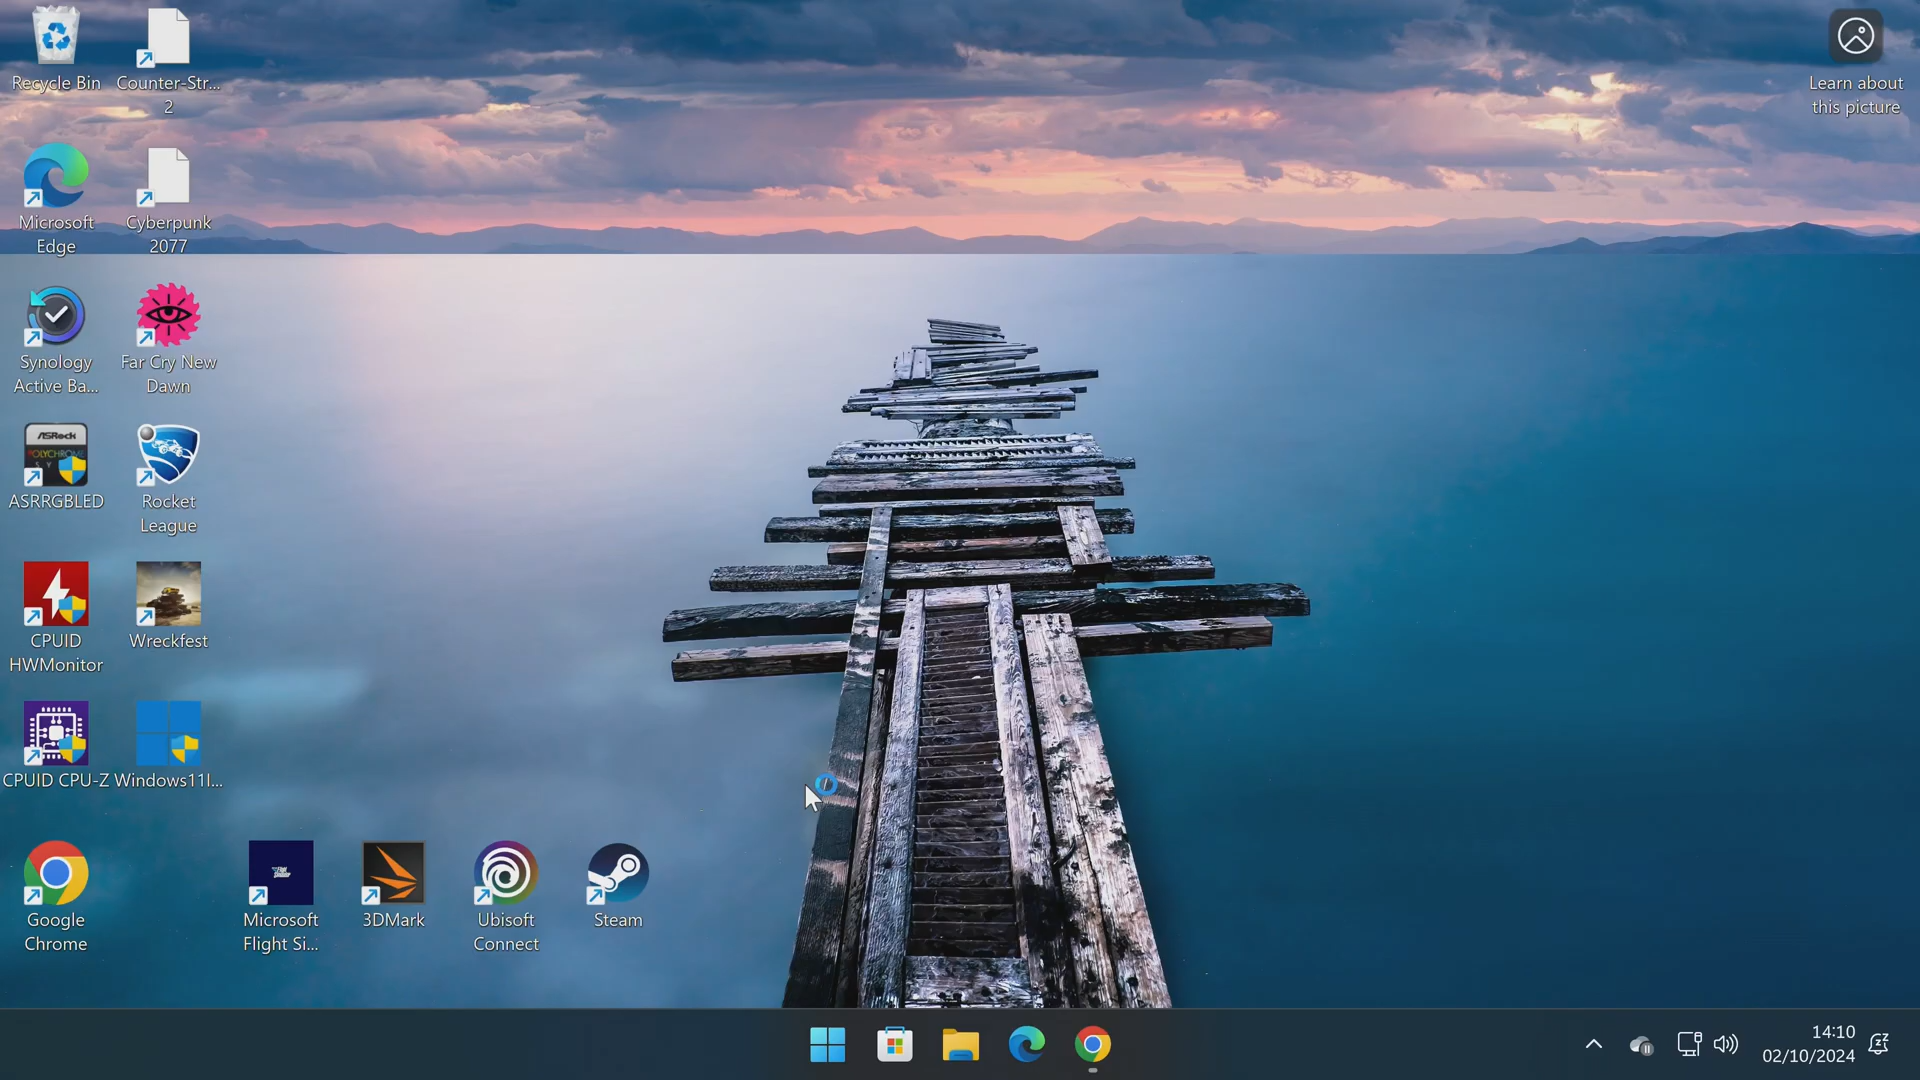 Recycle Bin
Counter-Str...
2
Learn about
this picture
Microsoft
Edge
Cyberpunk
2077
Synology
Active Ba...
Far Cry New
Dawn
ASRock
POLYCHROME
ASRRGBLED
Rocket
League
CPUID
HWMonitor
Wreckfest
CPUID CPU-Z
Windows11I...
Google
Chrome
Microsoft
Flight Si...
3DMark
Ubisoft
Connect
Steam
14:10
02/10/2024